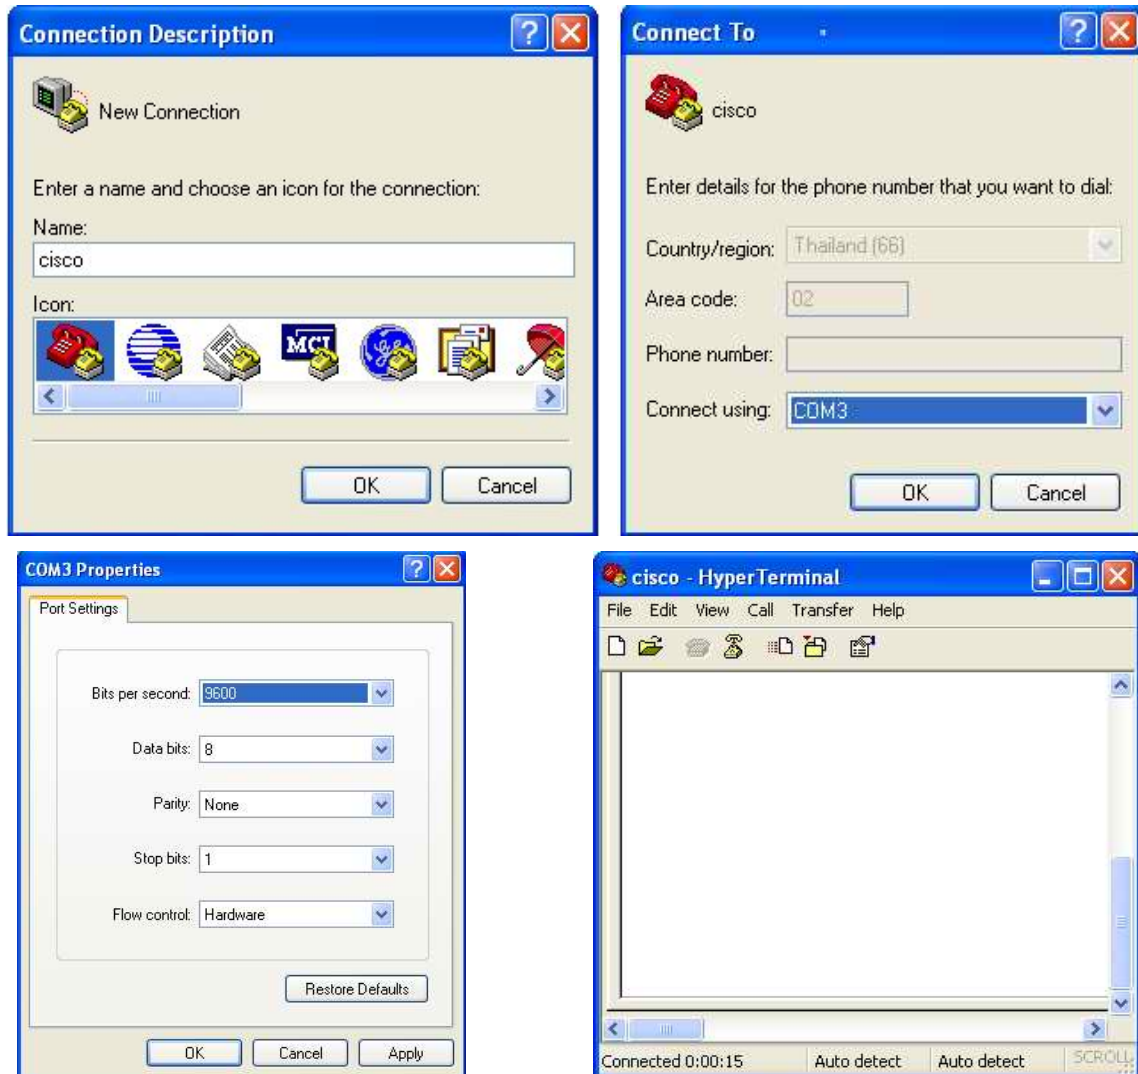 Connection Description
New Connection
Enter a name and choose an icon for the connection:
Name:
cisco
Icon:
MCI
OK Cancel
Connect To
cisco
Enter details for the phone number that you want to dial:
Country/region: Thailand (66)
Area code: 02
Phone number:
Connect using: COM3
OK Cancel
COM3 Properties
Port Settings
Bits per second: 9600
Data bits: 8
Parity: None
Stop bits: 1
Flow control: Hardware
Restore Defaults
OK Cancel Apply
cisco - HyperTerminal
File Edit View Call Transfer Help
Connected 0:00:15 Auto detect Auto detect SCROLL